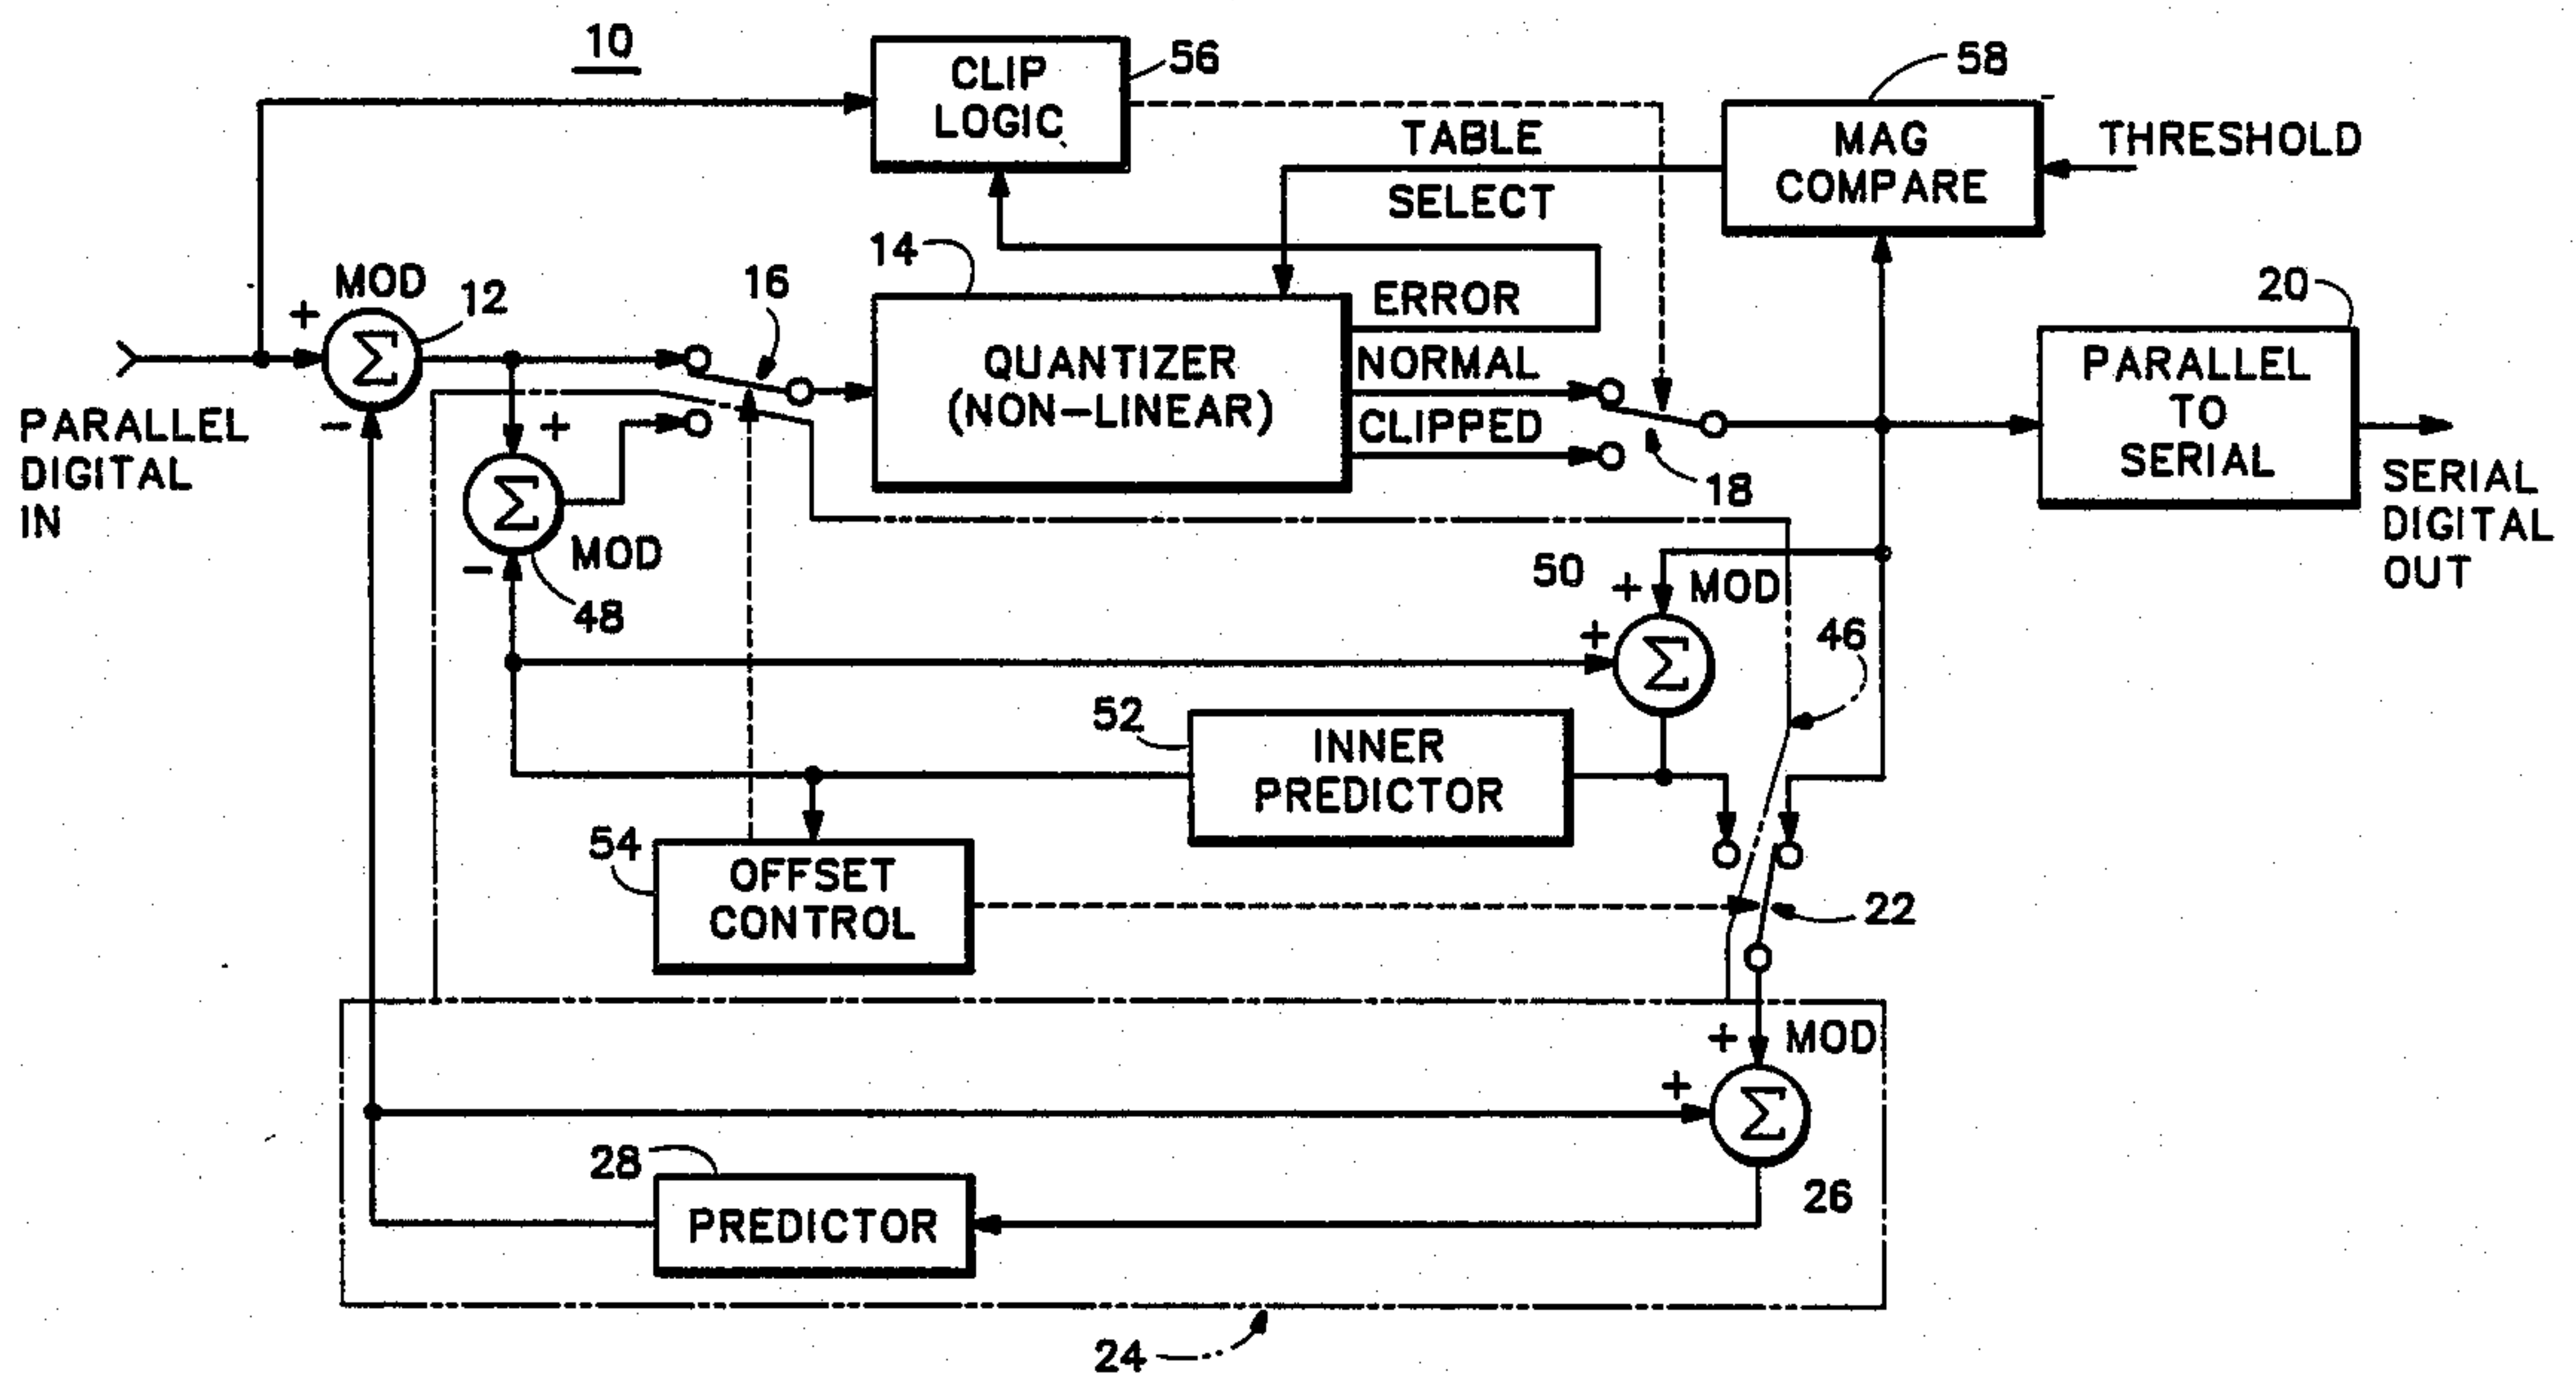 10
CLIP
LOGIC
56
58
MAG
COMPARE
THRESHOLD
TABLE
SELECT
MOD
12
+
Σ
-
PARALLEL
DIGITAL
IN
16
14
QUANTIZER
(NON-LINEAR)
ERROR
NORMAL
CLIPPED
18
20
PARALLEL
TO
SERIAL
SERIAL
DIGITAL
OUT
+
Σ
MOD
-
48
50
+
MOD
+
Σ
46
52
INNER
PREDICTOR
54
OFFSET
CONTROL
22
+
MOD
+
Σ
26
28
PREDICTOR
24